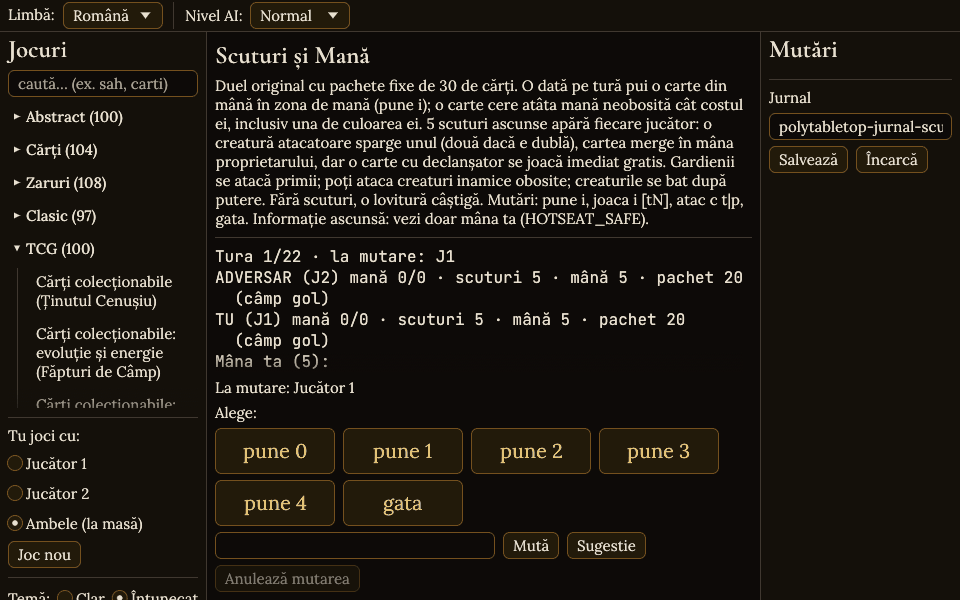 Limbă: Română ▼ Nivel AI: Normal ▼
Jocuri
caută... (ex. sah, carti)
▸ Abstract (100)
▸ Cărți (104)
▸ Zaruri (108)
▸ Clasic (97)
▾ TCG (100)
Cărți colecționabile
(Ținutul Cenușiu)
Cărți colecționabile:
evoluție și energie
(Făpturi de Câmp)
Cărți colecționabile:
Tu joci cu:
Jucător 1
Jucător 2
Ambele (la masă)
Joc nou
Temă: Clar Întunecat
Scuturi și Mană
Duel original cu pachete fixe de 30 de cărți. O dată pe tură pui o carte din
mână în zona de mană (pune i); o carte cere atâta mană neobosită cât costul
ei, inclusiv una de culoarea ei. 5 scuturi ascunse apără fiecare jucător: o
creatură atacatoare sparge unul (două dacă e dublă), cartea merge în mâna
proprietarului, dar o carte cu declanșator se joacă imediat gratis. Gardienii
se atacă primii; poți ataca creaturi inamice obosite; creaturile se bat după
putere. Fără scuturi, o lovitură câștigă. Mutări: pune i, joaca i [tN], atac c t|p,
gata. Informație ascunsă: vezi doar mâna ta (HOTSEAT_SAFE).
Tura 1/22 · la mutare: J1
ADVERSAR (J2) mană 0/0 · scuturi 5 · mână 5 · pachet 20
(câmp gol)
TU (J1) mană 0/0 · scuturi 5 · mână 5 · pachet 20
(câmp gol)
Mâna ta (5):
La mutare: Jucător 1
Alege:
pune 0 pune 1 pune 2 pune 3
pune 4 gata
Mută Sugestie
Anulează mutarea
Mutări
Jurnal
polytabletop-jurnal-scu
Salvează Încarcă